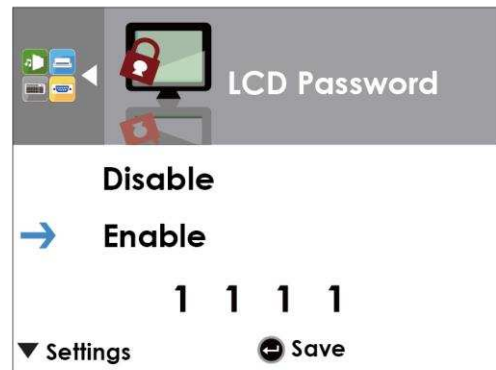 LCD Password
Disable
Enable
1 1 1 1
Settings
Save